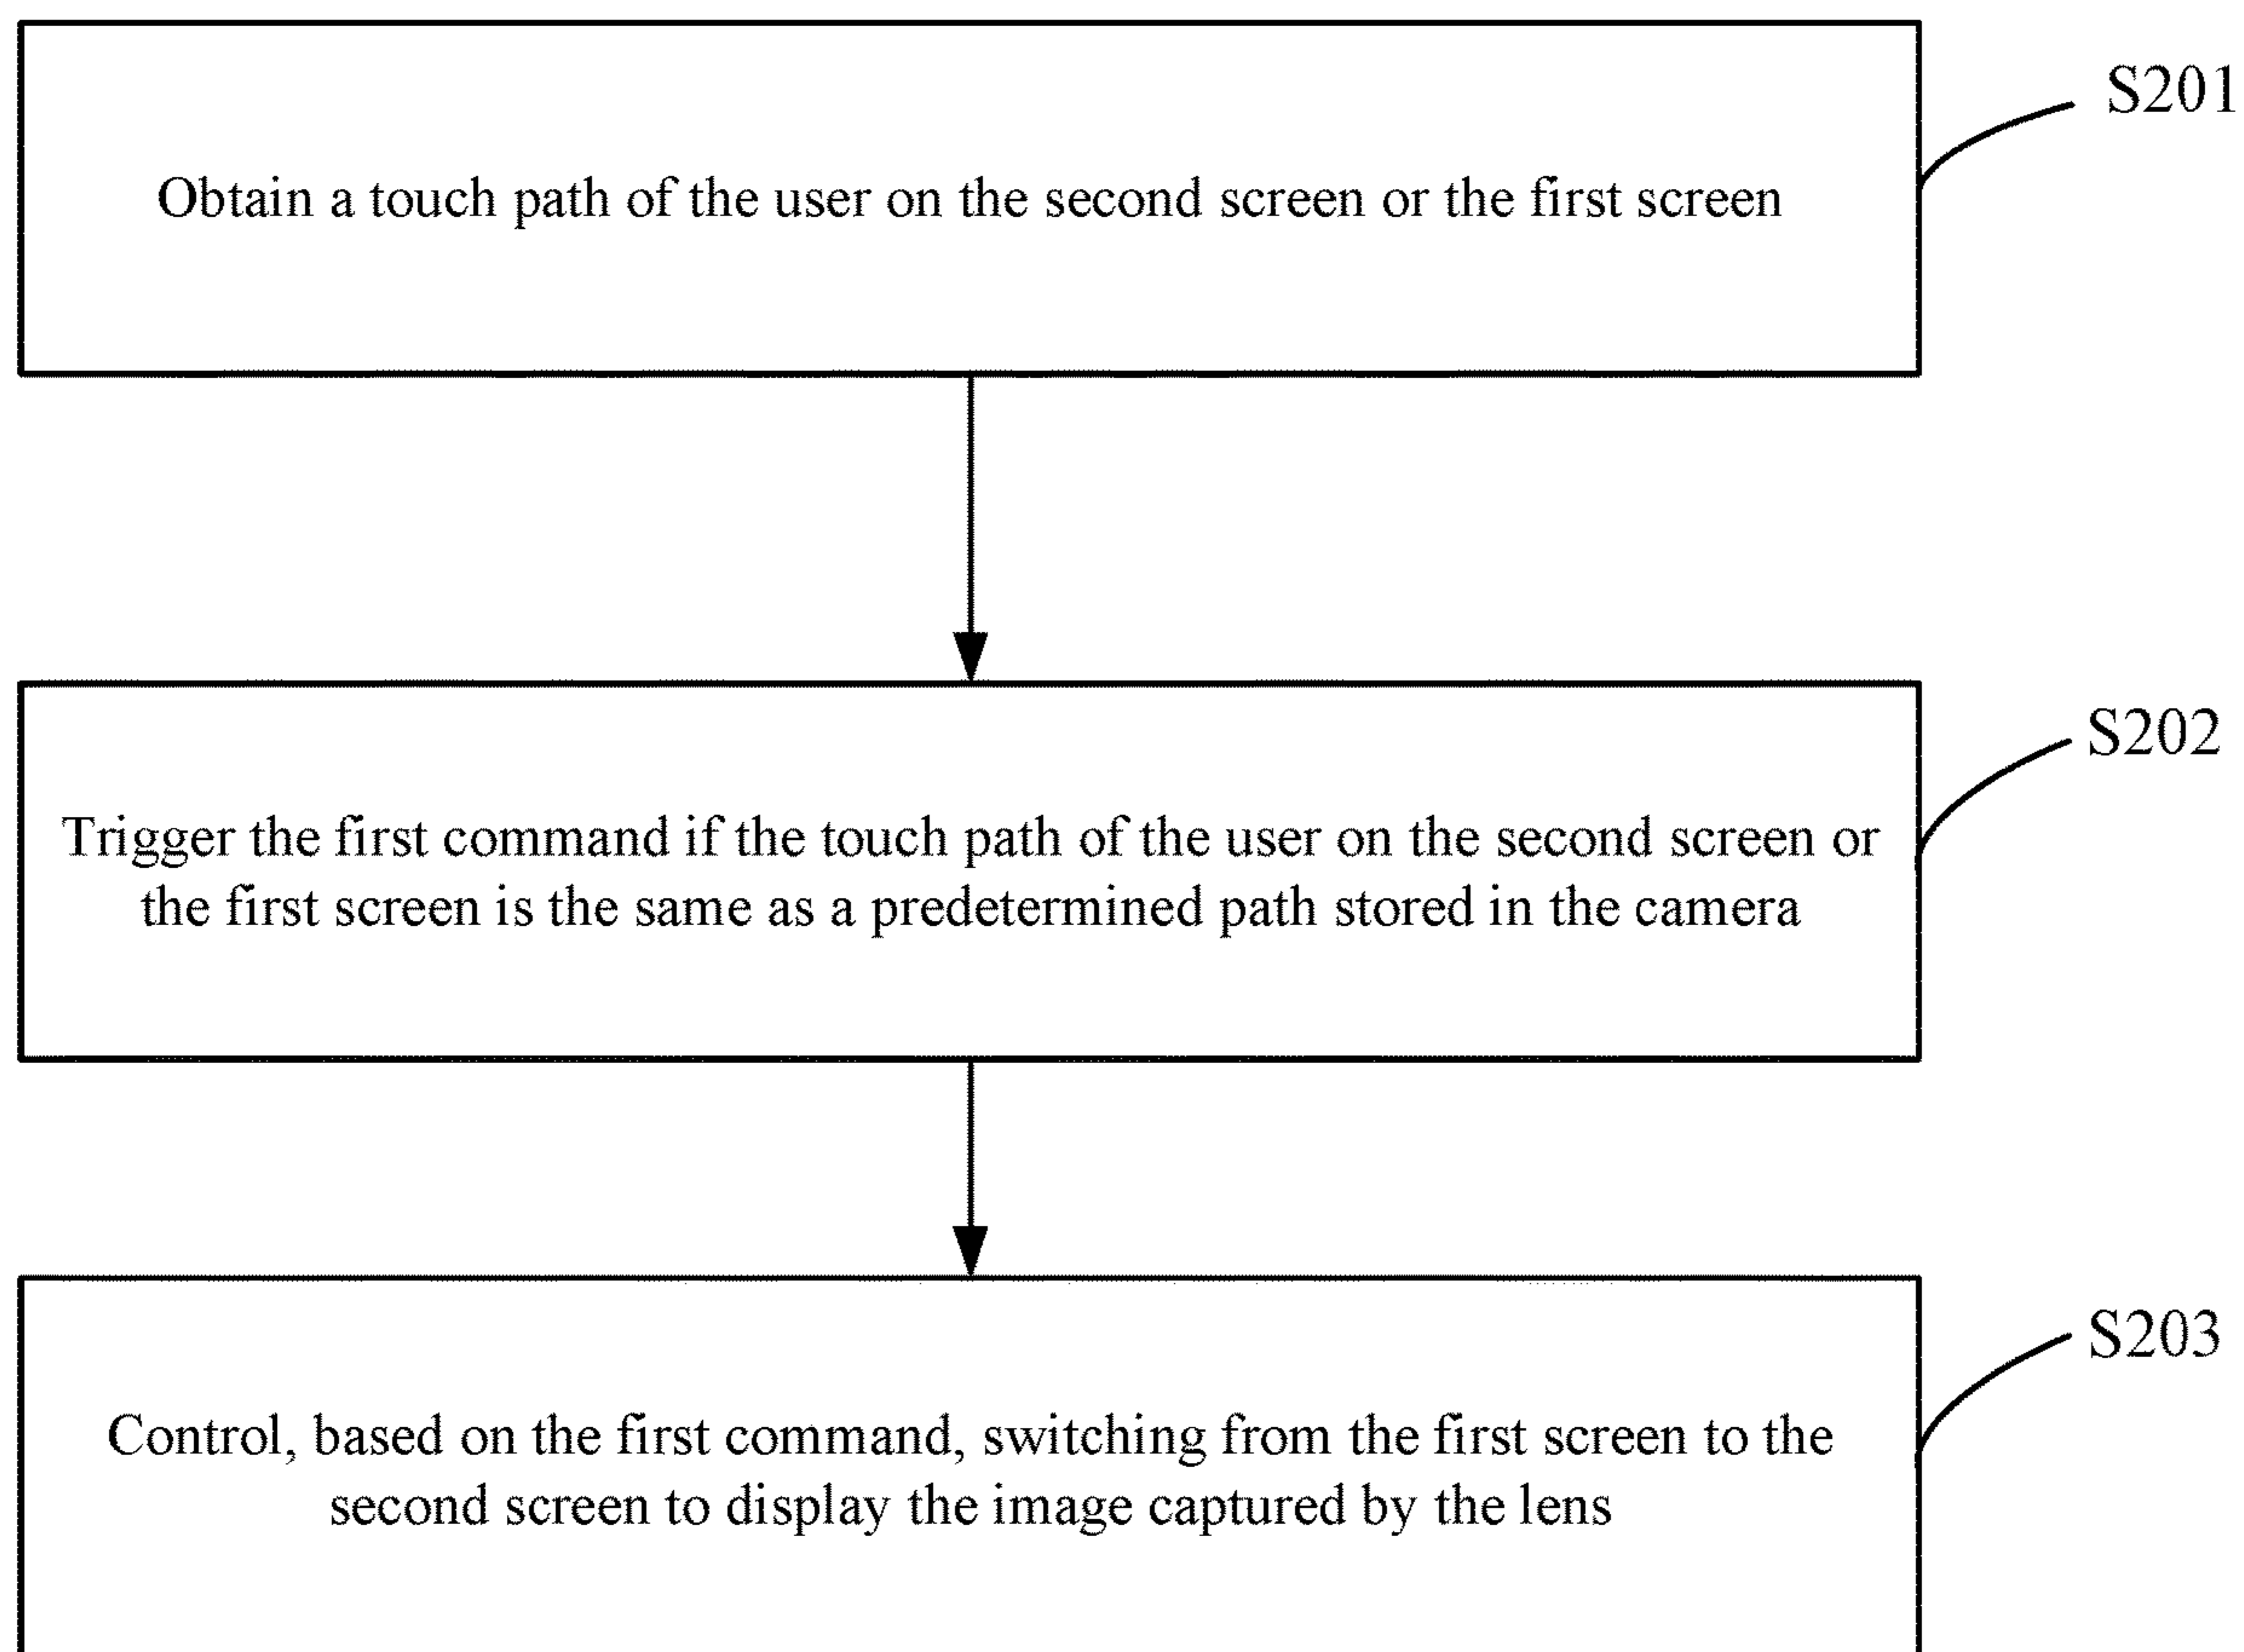 S201
Obtain a touch path of the user on the second screen or the first screen
S202
Trigger the first command if the touch path of the user on the second screen or
the first screen is the same as a predetermined path stored in the camera
S203
Control, based on the first command, switching from the first screen to the
second screen to display the image captured by the lens